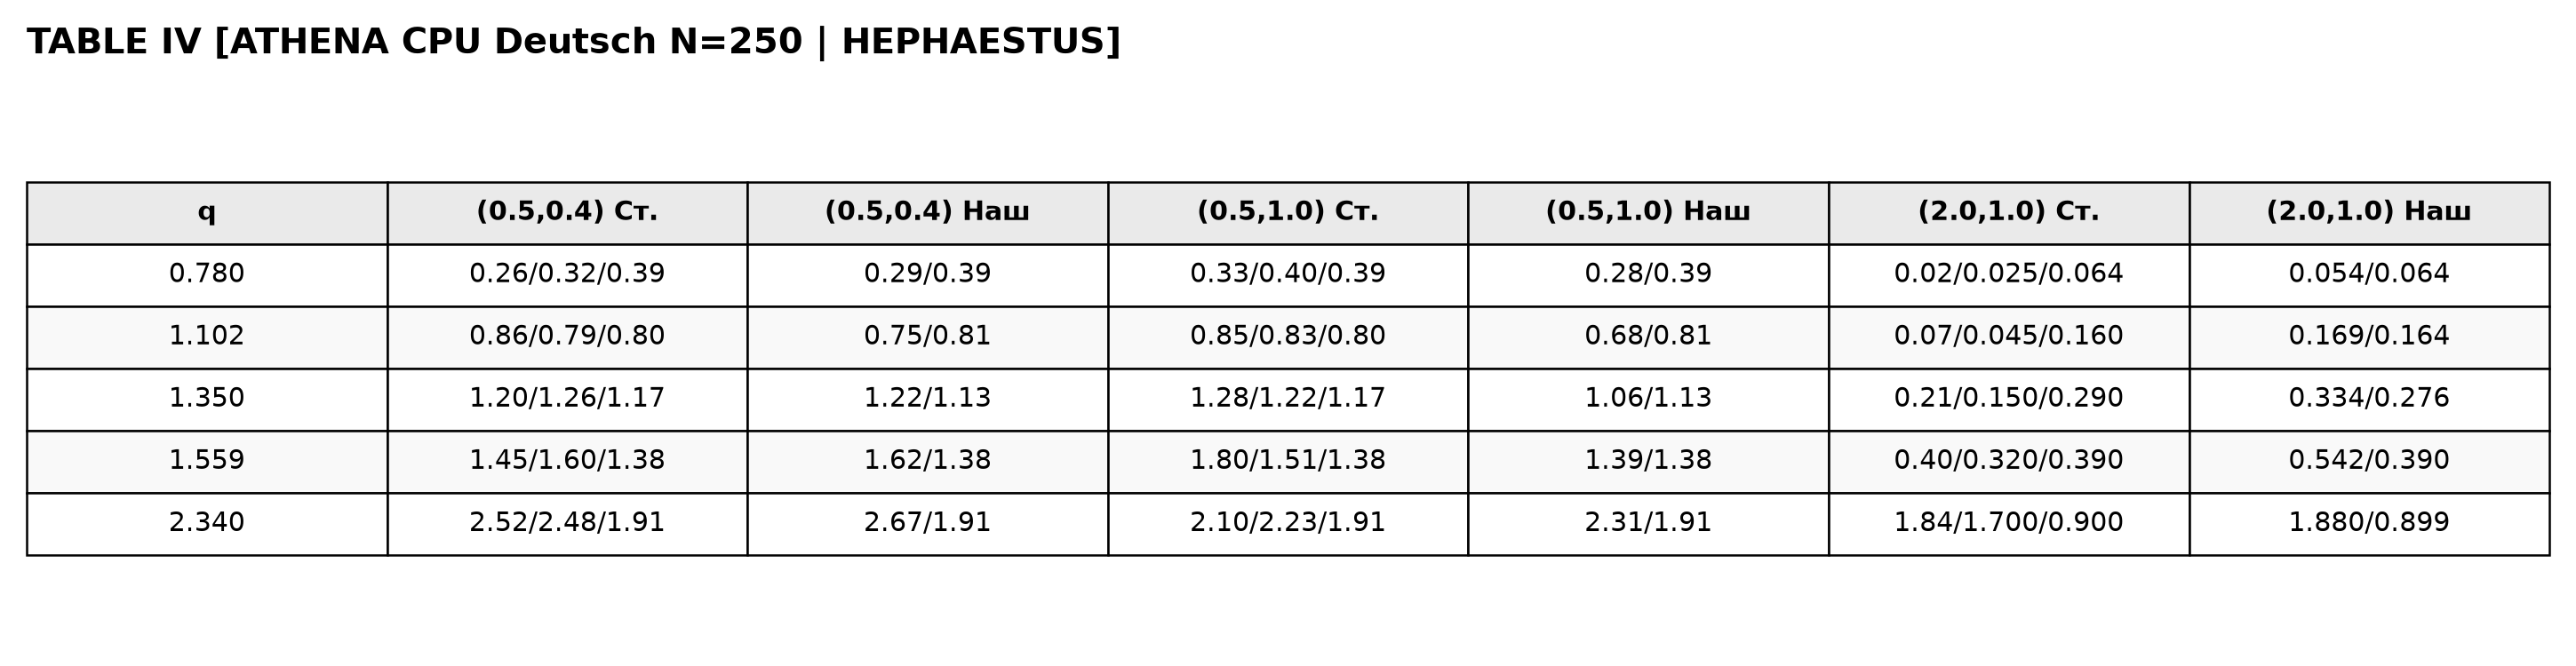 TABLE IV [ATHENA CPU Deutsch N=250 | HEPHAESTUS]
q (0.5,0.4) Ст. (0.5,0.4) Наш (0.5,1.0) Ст. (0.5,1.0) Наш (2.0,1.0) Ст. (2.0,1.0) Наш
0.780 0.26/0.32/0.39 0.29/0.39 0.33/0.40/0.39 0.28/0.39 0.02/0.025/0.064 0.054/0.064
1.102 0.86/0.79/0.80 0.75/0.81 0.85/0.83/0.80 0.68/0.81 0.07/0.045/0.160 0.169/0.164
1.350 1.20/1.26/1.17 1.22/1.13 1.28/1.22/1.17 1.06/1.13 0.21/0.150/0.290 0.334/0.276
1.559 1.45/1.60/1.38 1.62/1.38 1.80/1.51/1.38 1.39/1.38 0.40/0.320/0.390 0.542/0.390
2.340 2.52/2.48/1.91 2.67/1.91 2.10/2.23/1.91 2.31/1.91 1.84/1.700/0.900 1.880/0.899